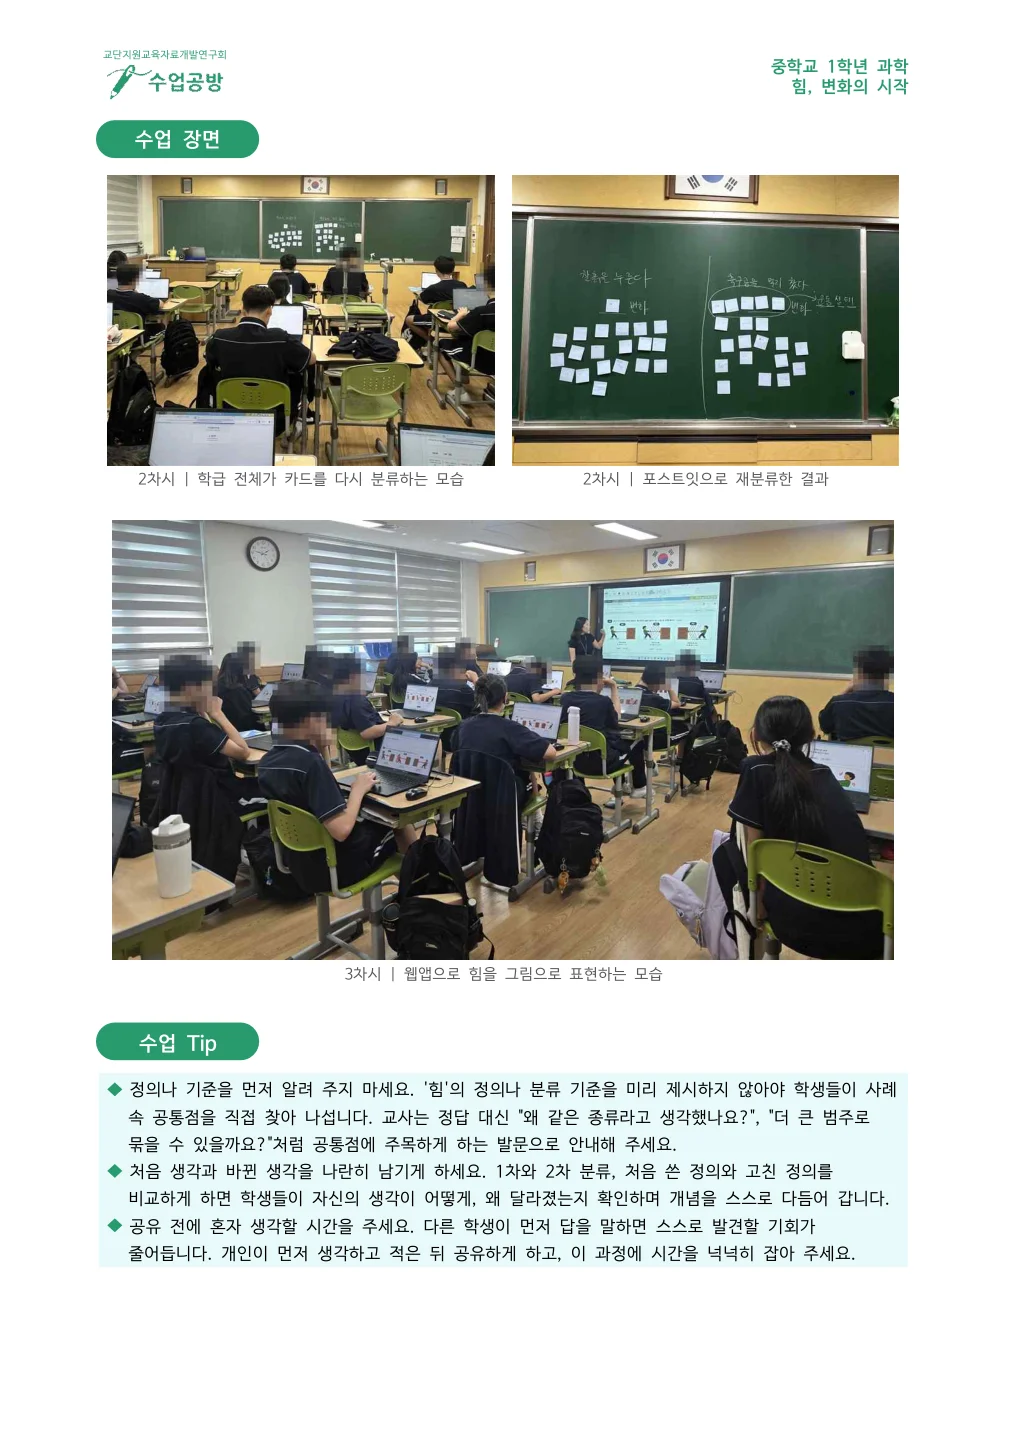 교단지원교육자료개발연구회
수업공방
중학교 1학년 과학
힘, 변화의 시작
수업 장면
누른다
변화
2차시 | 학급 전체가 카드를 다시 분류하는 모습
2차시 | 포스트잇으로 재분류한 결과
3차시 | 웹앱으로 힘을 그림으로 표현하는 모습
수업 Tip
◆ 정의나 기준을 먼저 알려 주지 마세요. '힘'의 정의나 분류 기준을 미리 제시하지 않아야 학생들이 사례
속 공통점을 직접 찾아 나섭니다. 교사는 정답 대신 "왜 같은 종류라고 생각했나요?", "더 큰 범주로
묶을 수 있을까요?"처럼 공통점에 주목하게 하는 발문으로 안내해 주세요.
◆ 처음 생각과 바뀐 생각을 나란히 남기게 하세요. 1차와 2차 분류, 처음 쓴 정의와 고친 정의를
비교하게 하면 학생들이 자신의 생각이 어떻게, 왜 달라졌는지 확인하며 개념을 스스로 다듬어 갑니다.
◆ 공유 전에 혼자 생각할 시간을 주세요. 다른 학생이 먼저 답을 말하면 스스로 발견할 기회가
줄어듭니다. 개인이 먼저 생각하고 적은 뒤 공유하게 하고, 이 과정에 시간을 넉넉히 잡아 주세요.